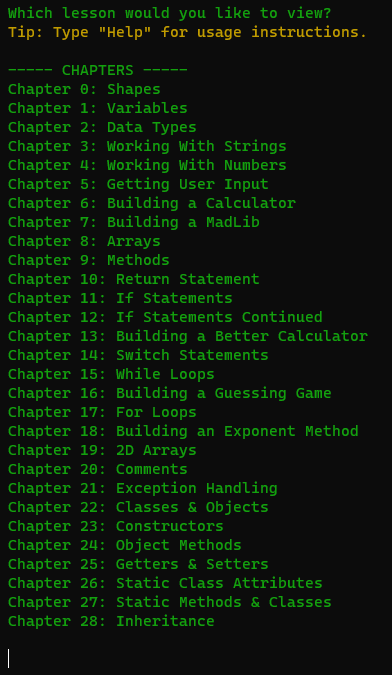 Which lesson would you like to view?
Tip: Type "Help" for usage instructions.
----- CHAPTERS -----
Chapter 0: Shapes
Chapter 1: Variables
Chapter 2: Data Types
Chapter 3: Working With Strings
Chapter 4: Working With Numbers
Chapter 5: Getting User Input
Chapter 6: Building a Calculator
Chapter 7: Building a MadLib
Chapter 8: Arrays
Chapter 9: Methods
Chapter 10: Return Statement
Chapter 11: If Statements
Chapter 12: If Statements Continued
Chapter 13: Building a Better Calculator
Chapter 14: Switch Statements
Chapter 15: While Loops
Chapter 16: Building a Guessing Game
Chapter 17: For Loops
Chapter 18: Building an Exponent Method
Chapter 19: 2D Arrays
Chapter 20: Comments
Chapter 21: Exception Handling
Chapter 22: Classes & Objects
Chapter 23: Constructors
Chapter 24: Object Methods
Chapter 25: Getters & Setters
Chapter 26: Static Class Attributes
Chapter 27: Static Methods & Classes
Chapter 28: Inheritance